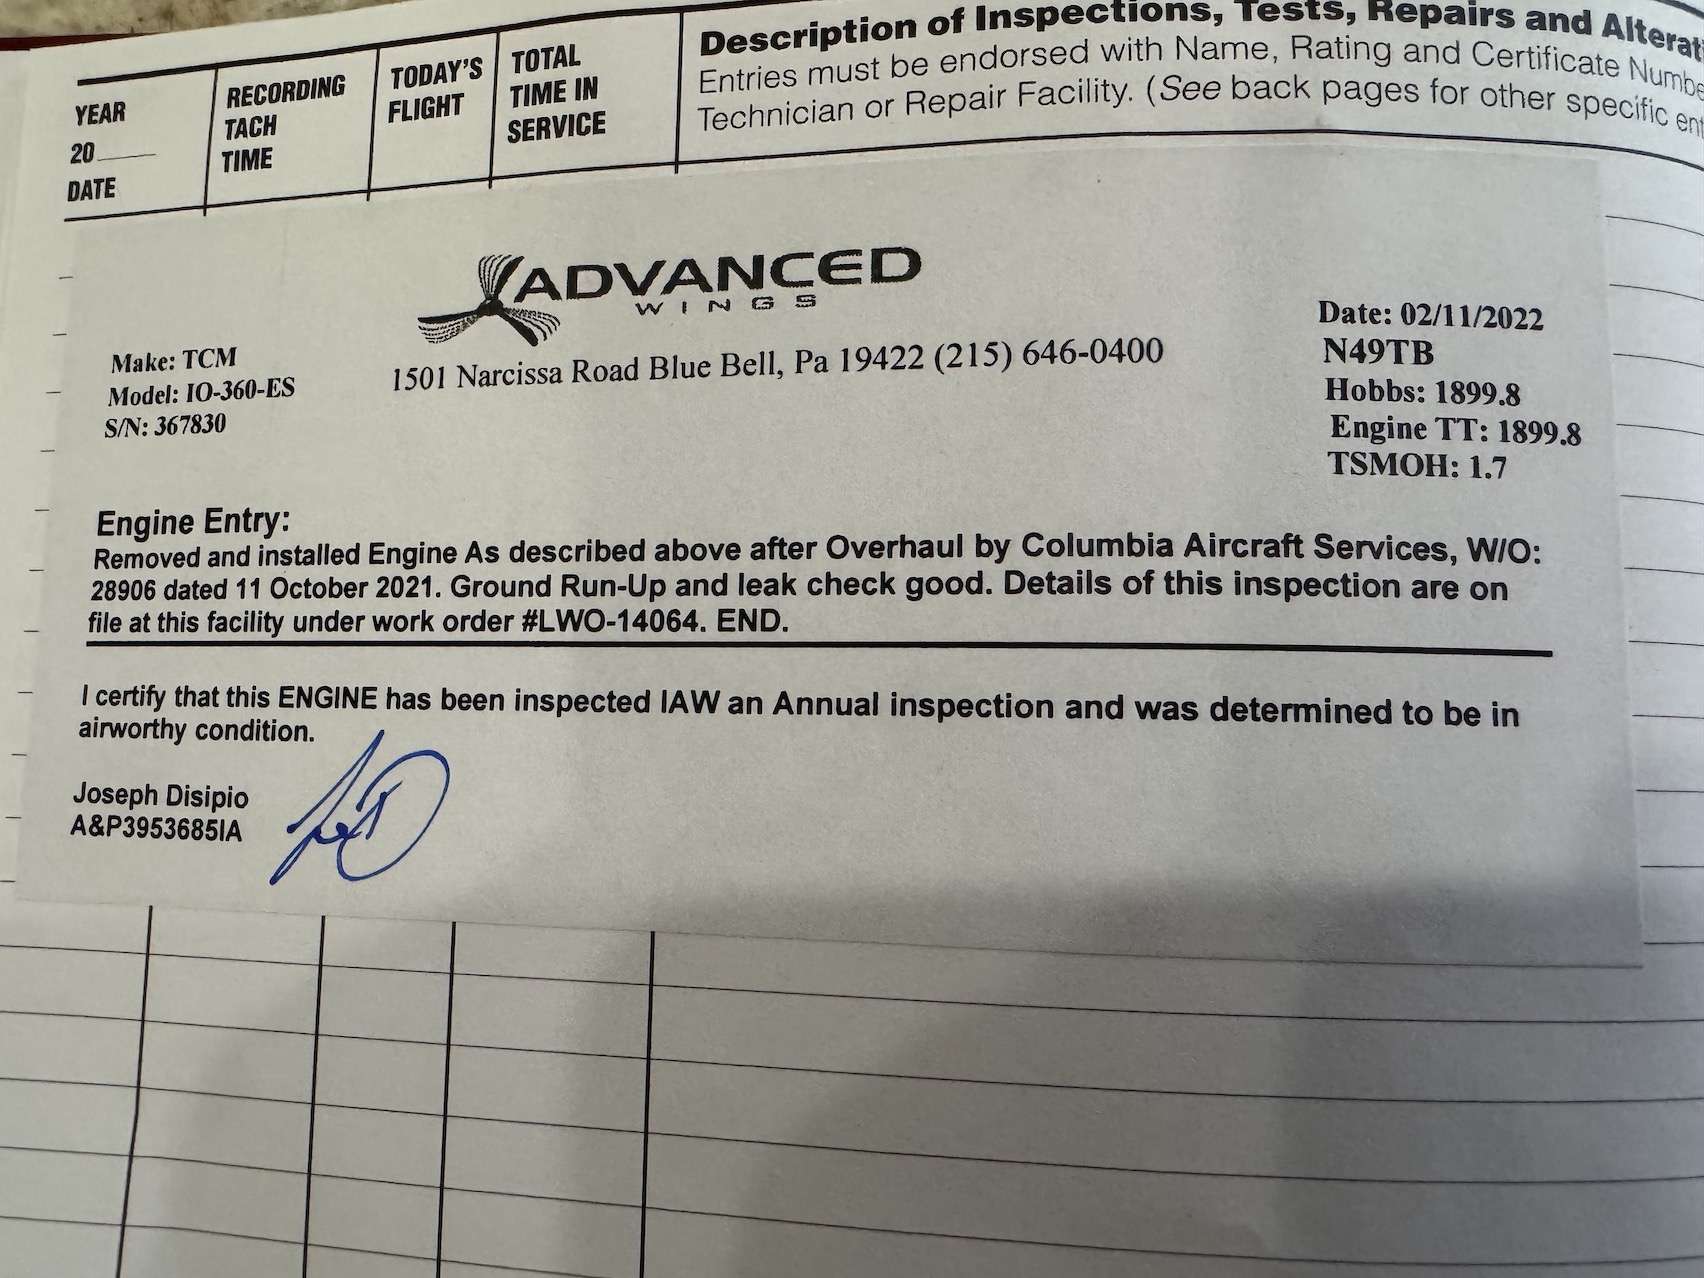 YEAR
20
DATE
RECORDING
TACH
TIME
TODAY'S
FLIGHT
TOTAL
TIME IN
SERVICE
Description of Inspections, Tests, Repairs and Alterat
Entries must be endorsed with Name, Rating and Certificate Numbe
Technician or Repair Facility. (See back pages for other specific ent
ADVANCED
WINGS
1501 Narcissa Road Blue Bell, Pa 19422 (215) 646-0400
Make: TCM
Model: IO-360-ES
S/N: 367830
Date: 02/11/2022
N49TB
Hobbs: 1899.8
Engine TT: 1899.8
TSMOH: 1.7
Engine Entry:
Removed and installed Engine As described above after Overhaul by Columbia Aircraft Services, W/O:
28906 dated 11 October 2021. Ground Run-Up and leak check good. Details of this inspection are on
file at this facility under work order #LWO-14064. END.
I certify that this ENGINE has been inspected IAW an Annual inspection and was determined to be in
airworthy condition.
Joseph Disipio
A&P3953685IA